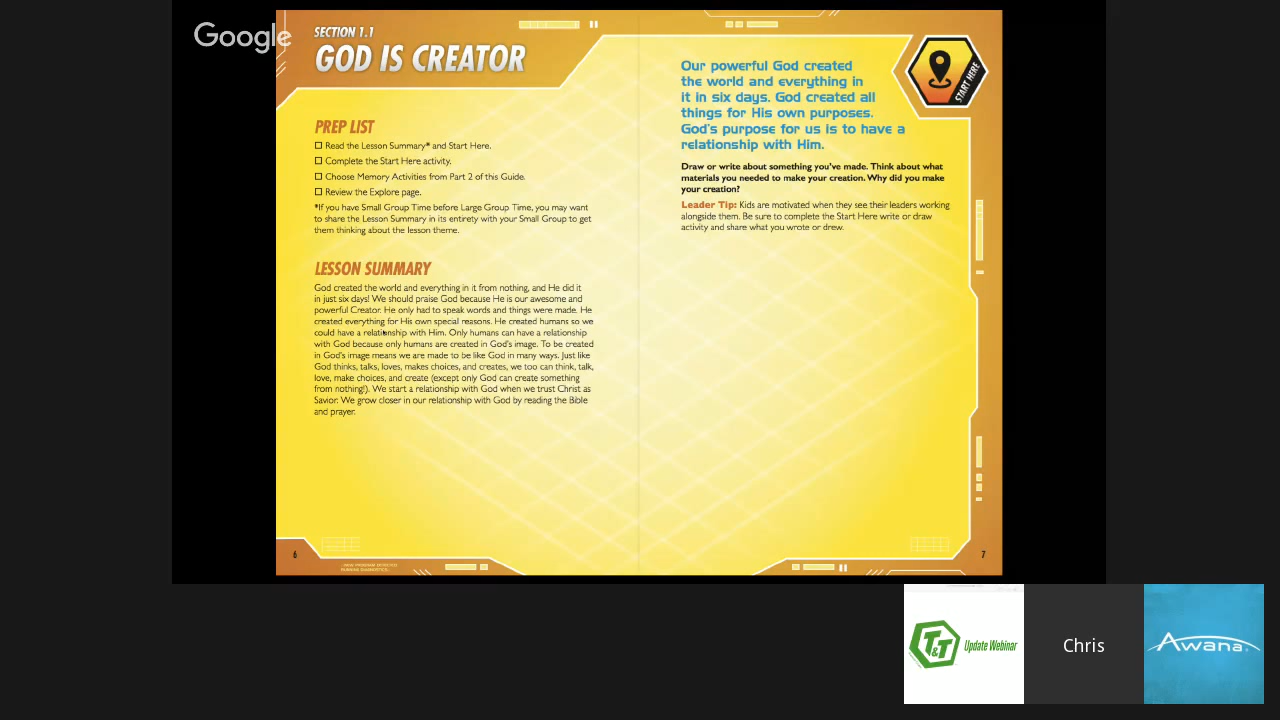 Google
SECTION 1.1
GOD IS CREATOR
PREP LIST
Read the Lesson Summary* and Start Here.
Complete the Start Here activity.
Choose Memory Activities from Part 2 of this Guide.
Review the Explore page.
*If you have Small Group Time before Large Group Time, you may want
to share the Lesson Summary in its entirety with your Small Group to get
them thinking about the lesson theme.
LESSON SUMMARY
God created the world and everything in it from nothing, and He did it
in just six days! We should praise God because He is our awesome and
powerful Creator. He only had to speak words and things were made. He
created everything for His own special reasons. He created humans so we
could have a relationship with Him. Only humans can have a relationship
with God because only humans are created in God's image. To be created
in God's image means we are made to be like God in many ways. Just like
God thinks, talks, loves, makes choices, and creates, we too can think, talk,
love, make choices, and create (except only God can create something
from nothing!). We start a relationship with God when we trust Christ as
Savior. We grow closer in our relationship with God by reading the Bible
and prayer.
6
Our powerful God created
the world and everything in
it in six days. God created all
things for His own purposes.
God's purpose for us is to have a
relationship with Him.
START HERE
Draw or write about something you've made. Think about what
materials you needed to make your creation. Why did you make
your creation?
Leader Tip: Kids are motivated when they see their leaders working
alongside them. Be sure to complete the Start Here write or draw
activity and share what you wrote or drew.
7
T&T Update Webinar
Chris
AWANA